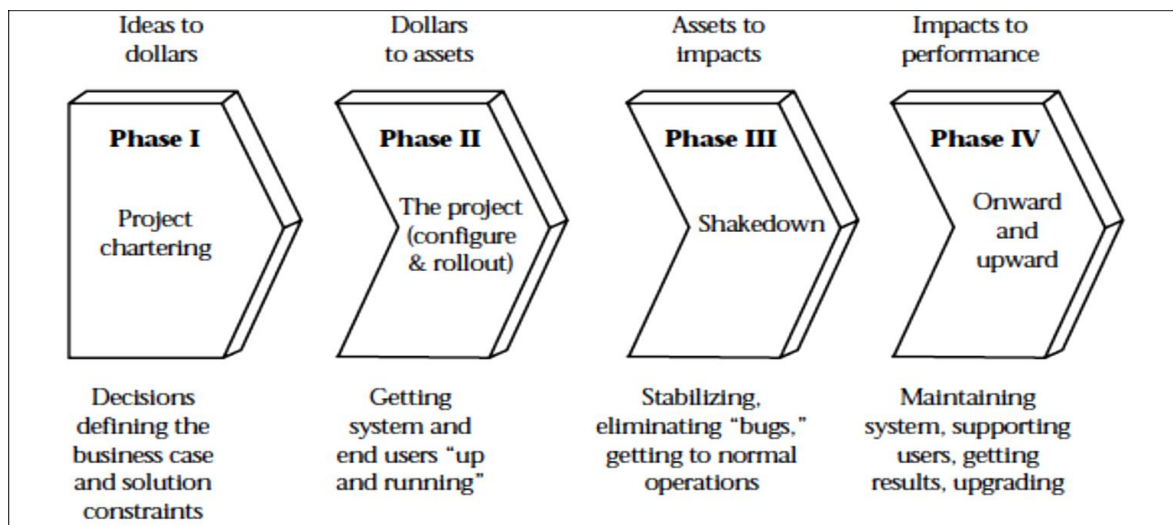 Ideas to
dollars
Dollars
to assets
Assets to
impacts
Impacts to
performance
Phase I
Project
chartering
Phase II
The project
(configure
& rollout)
Phase III
Shakedown
Phase IV
Onward
and
upward
Decisions
defining the
business case
and solution
constraints
Getting
system and
end users “up
and running”
Stabilizing,
eliminating “bugs,”
getting to normal
operations
Maintaining
system, supporting
users, getting
results, upgrading